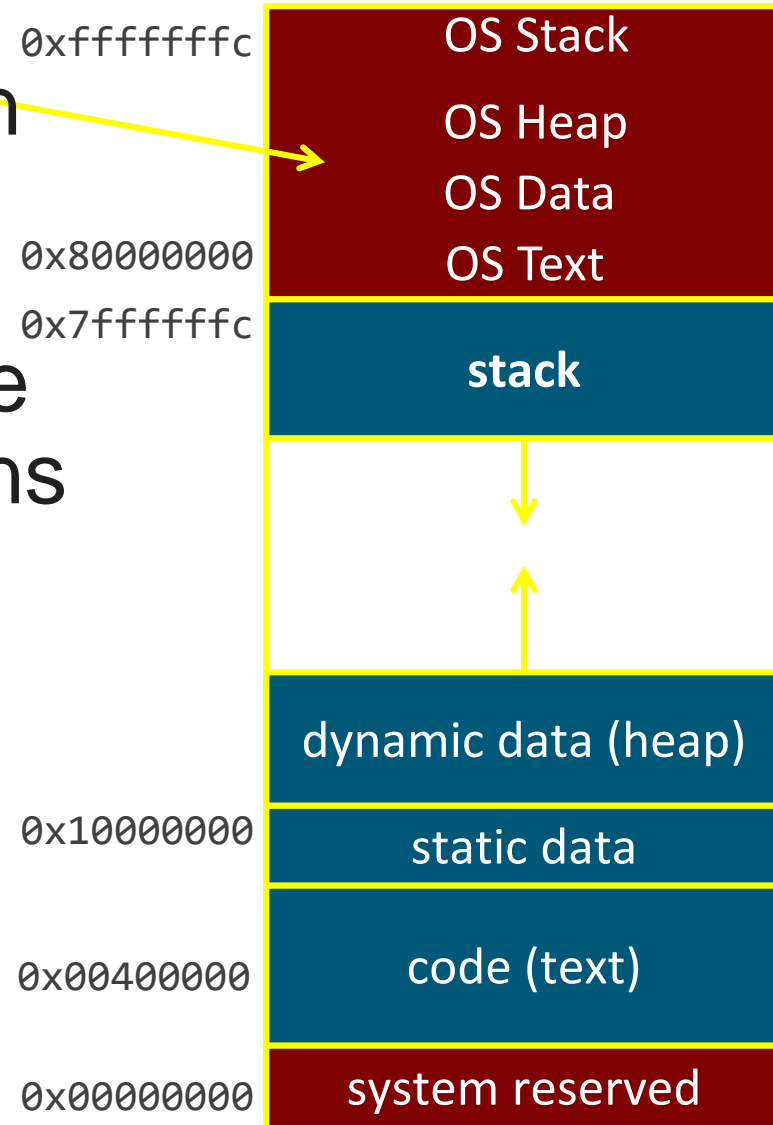 0xfffffffc OS Stack
n
OS Heap
OS Data
0x80000000 OS Text
0x7ffffffc
stack
e
ns
dynamic data (heap)
0x10000000 static data
0x00400000 code (text)
0x00000000 system reserved